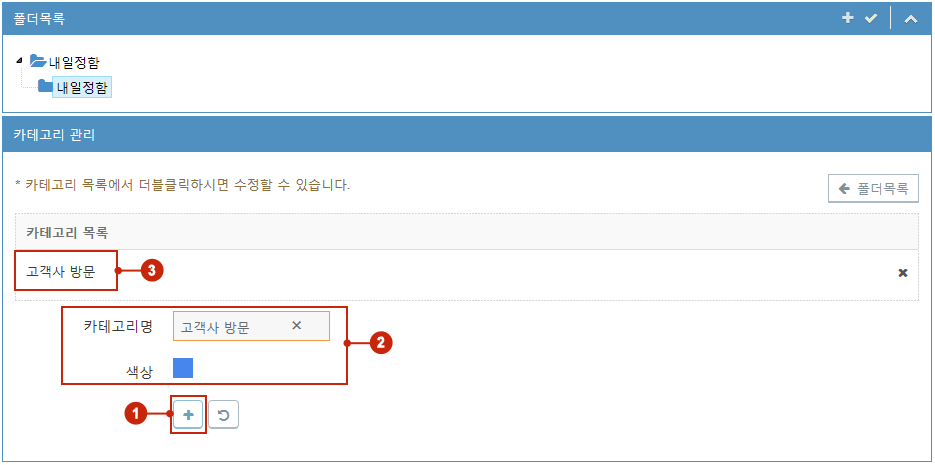 폴더목록
내일정함
내일정함
카테고리 관리
* 카테고리 목록에서 더블클릭하시면 수정할 수 있습니다.
폴더목록
카테고리 목록
고객사 방문
3
카테고리명
고객사 방문
2
색상
1